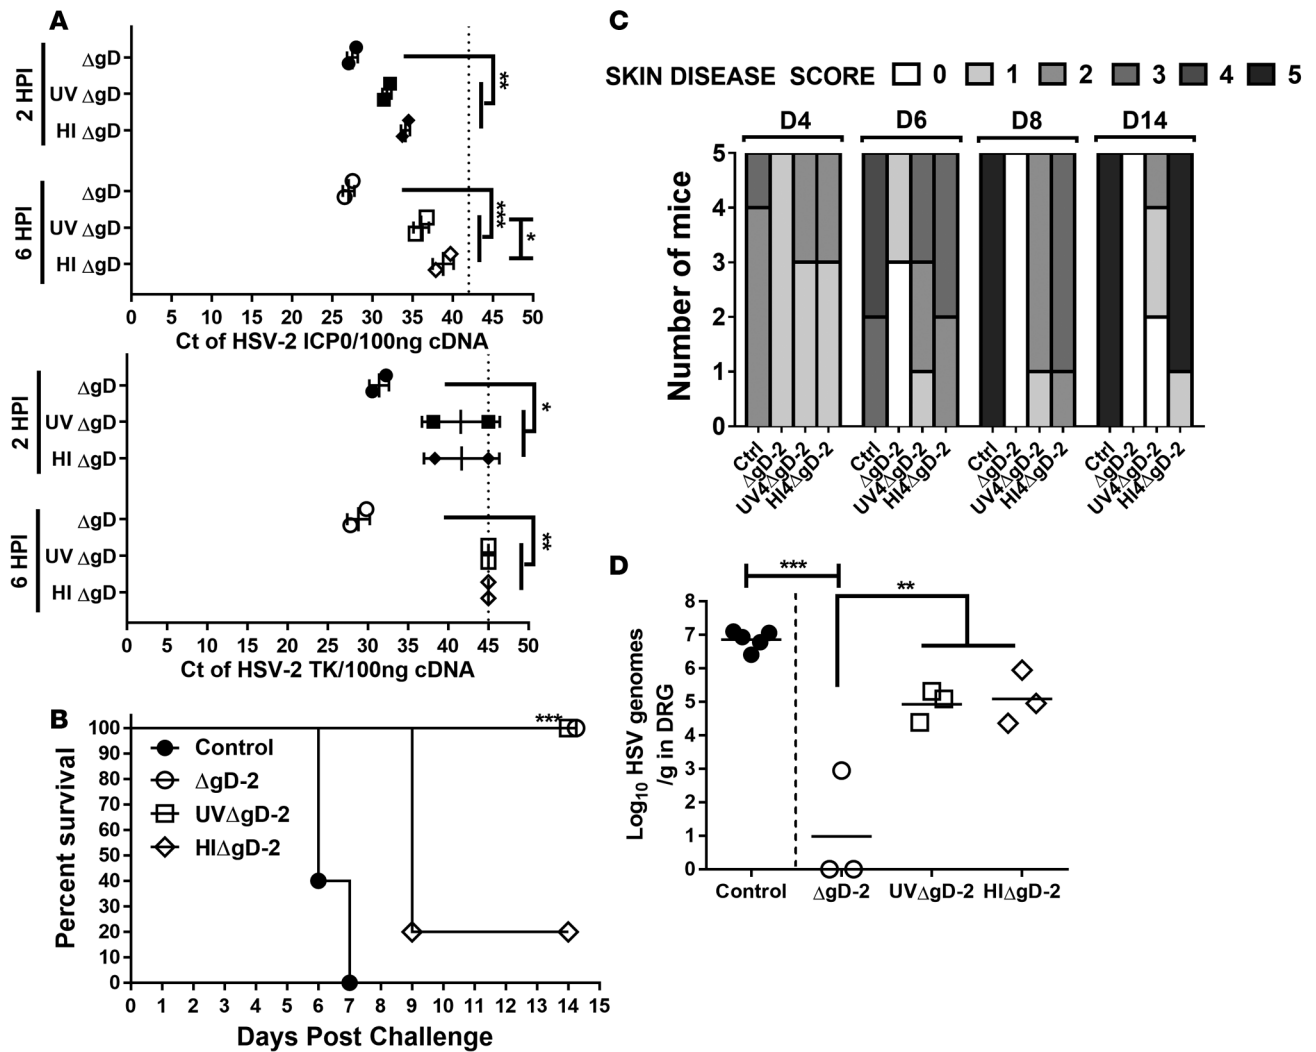 A
2 HPI
ΔgD
UV ΔgD
HI ΔgD
**
6 HPI
ΔgD
UV ΔgD
HI ΔgD
***
*
0 5 10 15 20 25 30 35 40 45 50
Ct of HSV-2 ICP0/100ng cDNA
2 HPI
ΔgD
UV ΔgD
HI ΔgD
*
6 HPI
ΔgD
UV ΔgD
HI ΔgD
**
0 5 10 15 20 25 30 35 40 45 50
Ct of HSV-2 TK/100ng cDNA
B
Percent survival
100
90
80
70
60
50
40
30
20
10
0
***
Control
ΔgD-2
UVΔgD-2
HIΔgD-2
0 1 2 3 4 5 6 7 8 9 10 11 12 13 14 15
Days Post Challenge
C
SKIN DISEASE SCORE 0 1 2 3 4 5
D4 D6 D8 D14
Number of mice
5
4
3
2
1
0
Ctrl ΔgD-2 UV4ΔgD-2 HI4ΔgD-2 Ctrl ΔgD-2 UV4ΔgD-2 HI4ΔgD-2 Ctrl ΔgD-2 UV4ΔgD-2 HI4ΔgD-2 Ctrl ΔgD-2 UV4ΔgD-2 HI4ΔgD-2
D
*** **
Log10 HSV genomes
/g in DRG
8
7
6
5
4
3
2
1
0
Control ΔgD-2 UVΔgD-2 HIΔgD-2